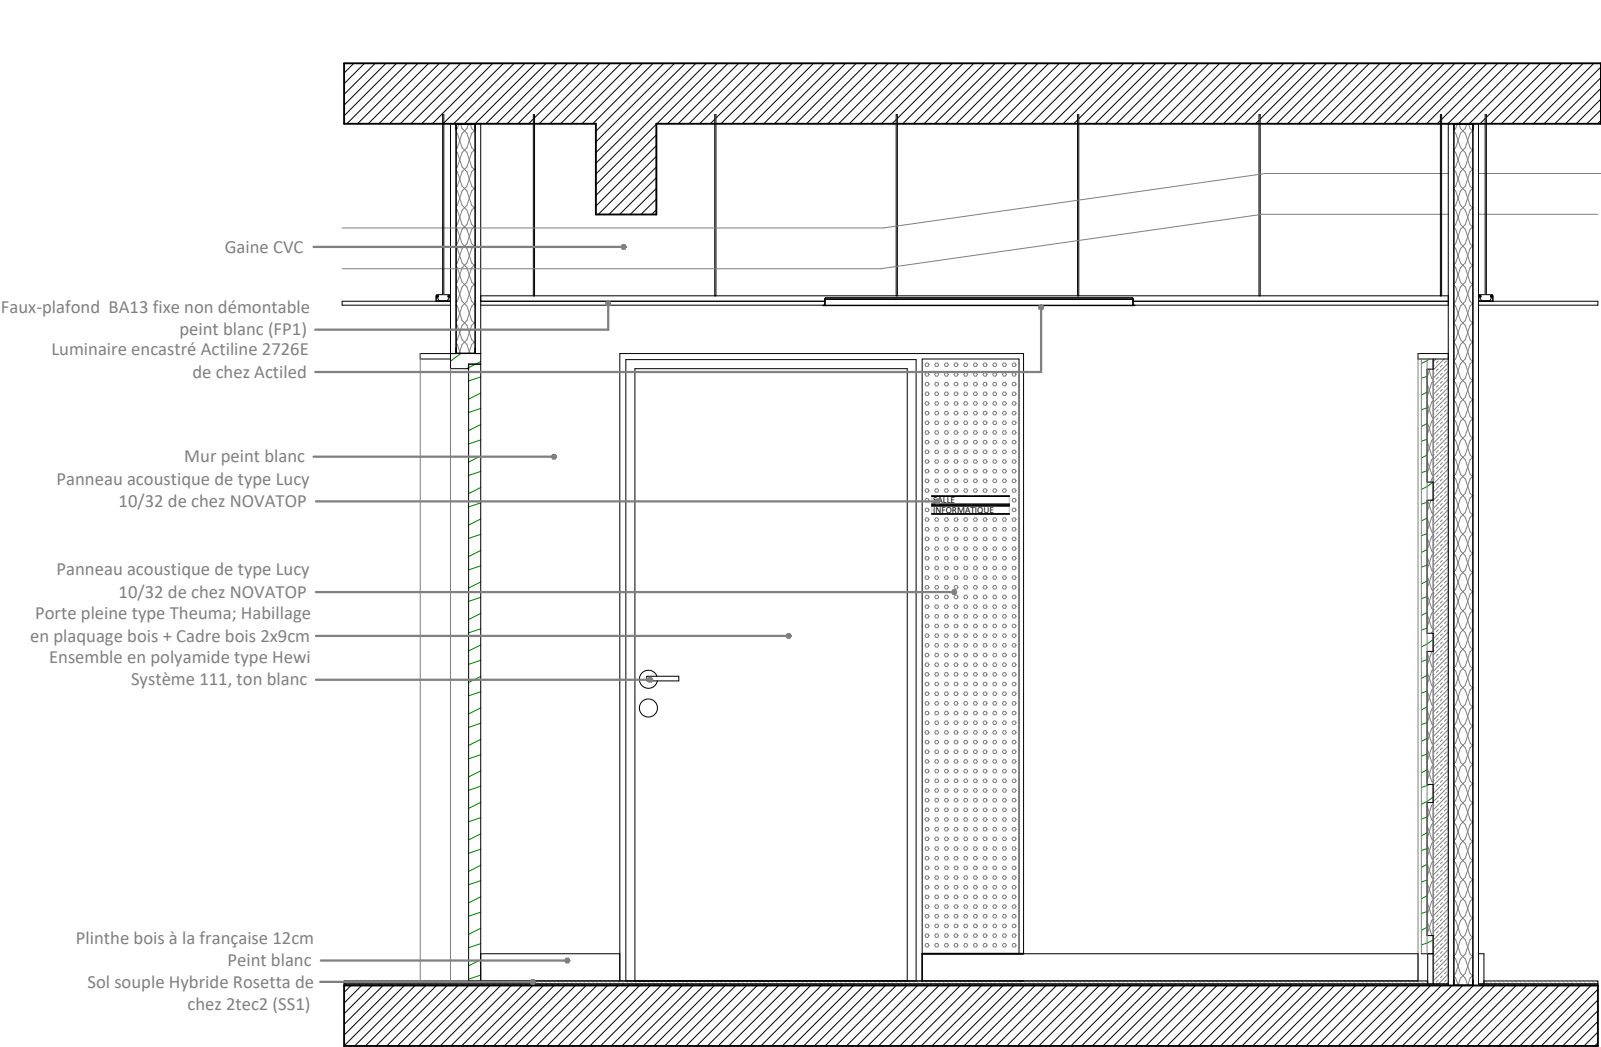 Gaine CVC
Faux-plafond  BA13 fixe non démontable
peint blanc (FP1)
Luminaire encastré Actiline 2726E
de chez Actiled
Mur peint blanc
Panneau acoustique de type Lucy
10/32 de chez NOVATOP
SALLE
INFORMATIQUE
Panneau acoustique de type Lucy
10/32 de chez NOVATOP
Porte pleine type Theuma; Habillage
en plaquage bois + Cadre bois 2x9cm
Ensemble en polyamide type Hewi
Système 111, ton blanc
Plinthe bois à la française 12cm
Peint blanc
Sol souple Hybride Rosetta de
chez 2tec2 (SS1)